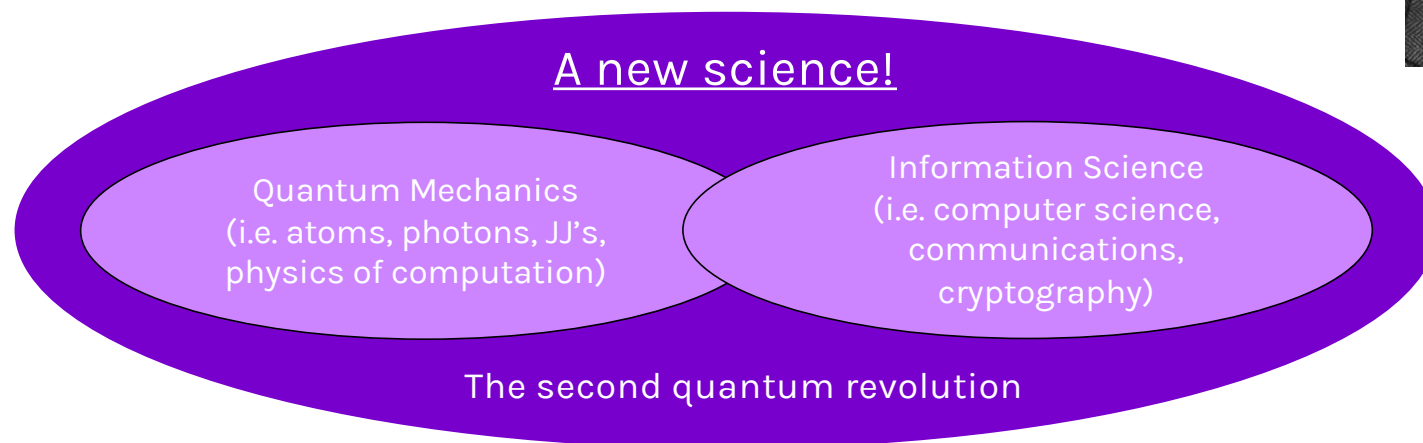 A new science!
Quantum Mechanics
(i.e. atoms, photons, JJ’s,
physics of computation)
Information Science
(i.e. computer science,
communications,
cryptography)
The second quantum revolution